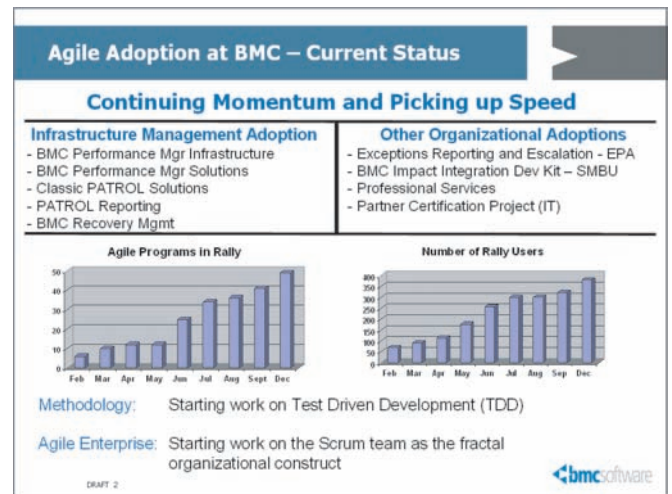 Agile Adoption at BMC – Current Status
Continuing Momentum and Picking up Speed
Infrastructure Management Adoption
- BMC Performance Mgr Infrastructure
- BMC Performance Mgr Solutions
- Classic PATROL Solutions
- PATROL Reporting
- BMC Recovery Mgmt
Other Organizational Adoptions
- Exceptions Reporting and Escalation - EPA
- BMC Impact Integration Dev Kit – SMBU
- Professional Services
- Partner Certification Project (IT)
Agile Programs in Rally
50
40
30
20
10
0
Feb Mar Apr May Jun Jul Aug Sept Dec
Number of Rally Users
400
350
300
250
200
150
100
50
0
Feb Mar Apr May Jun Jul Aug Sept Dec
Methodology: Starting work on Test Driven Development (TDD)
Agile Enterprise: Starting work on the Scrum team as the fractal
organizational construct
DRAFT 2
bmcsoftware